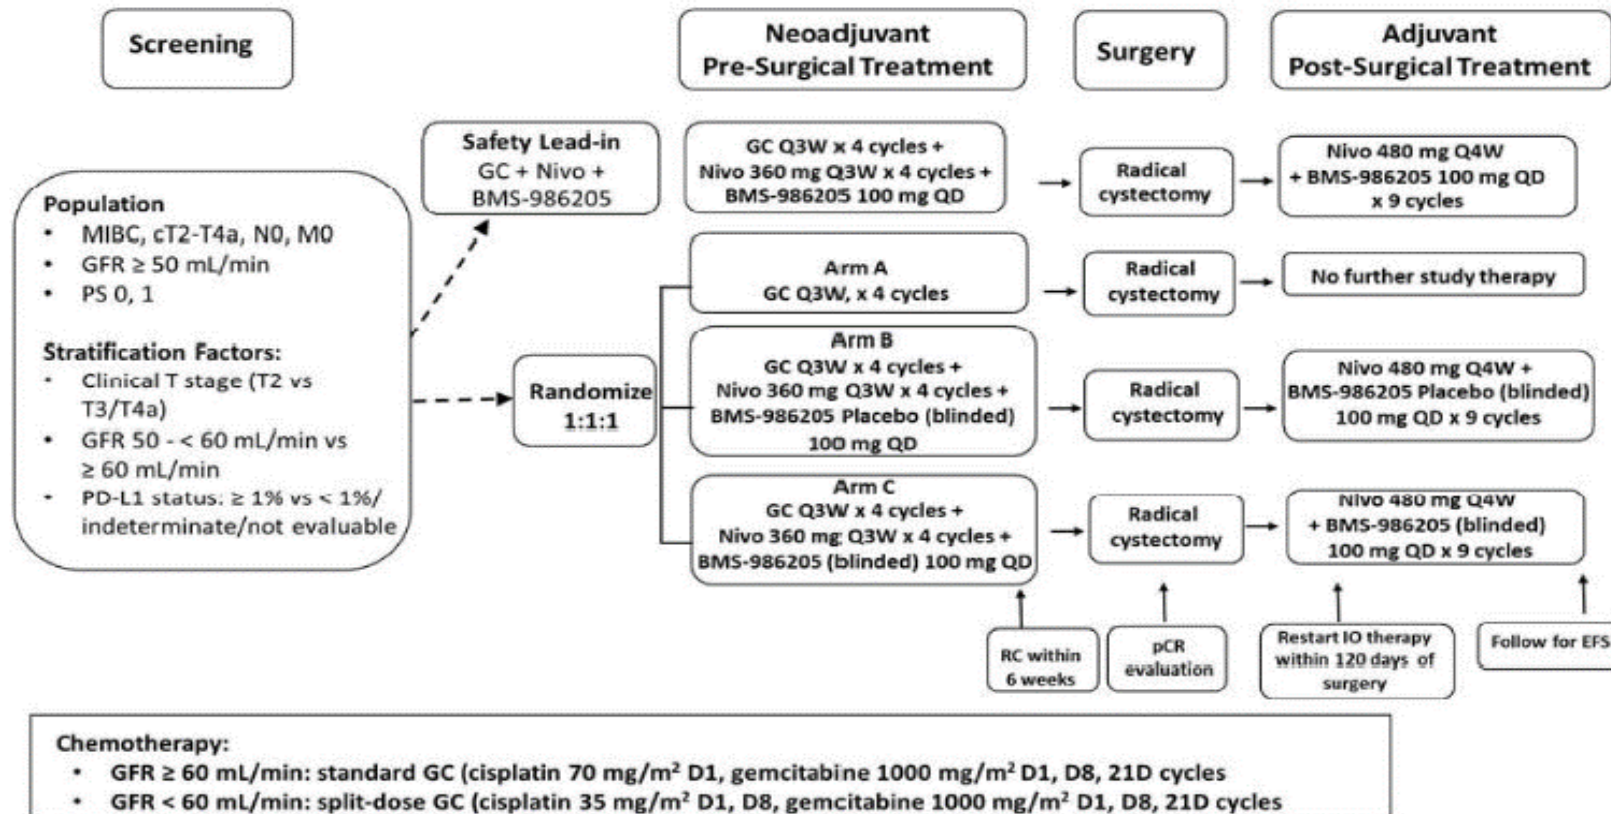 Screening
Neoadjuvant
Pre-Surgical Treatment
Surgery
Adjuvant
Post-Surgical Treatment
Safety Lead-in
GC + Nivo +
BMS-986205
GC Q3W x 4 cycles +
Nivo 360 mg Q3W x 4 cycles +
BMS-986205 100 mg QD
Radical
cystectomy
Nivo 480 mg Q4W
+ BMS-986205 100 mg QD
x 9 cycles
Population
• MIBC, cT2-T4a, N0, M0
• GFR ≥ 50 mL/min
• PS 0, 1
Stratification Factors:
• Clinical T stage (T2 vs
T3/T4a)
• GFR 50 - < 60 mL/min vs
≥ 60 mL/min
• PD-L1 status: ≥ 1% vs < 1%/
indeterminate/not evaluable
Randomize
1:1:1
Arm A
GC Q3W, x 4 cycles
Radical
cystectomy
No further study therapy
Arm B
GC Q3W x 4 cycles +
Nivo 360 mg Q3W x 4 cycles +
BMS-986205 Placebo (blinded)
100 mg QD
Radical
cystectomy
Nivo 480 mg Q4W +
BMS-986205 Placebo (blinded)
100 mg QD x 9 cycles
Arm C
GC Q3W x 4 cycles +
Nivo 360 mg Q3W x 4 cycles +
BMS-986205 (blinded) 100 mg QD
Radical
cystectomy
Nivo 480 mg Q4W
+ BMS-986205 (blinded)
100 mg QD x 9 cycles
RC within
6 weeks
pCR
evaluation
Restart IO therapy
within 120 days of
surgery
Follow for EFS
Chemotherapy:
• GFR ≥ 60 mL/min: standard GC (cisplatin 70 mg/m² D1, gemcitabine 1000 mg/m² D1, D8, 21D cycles
• GFR < 60 mL/min: split-dose GC (cisplatin 35 mg/m² D1, D8, gemcitabine 1000 mg/m² D1, D8, 21D cycles